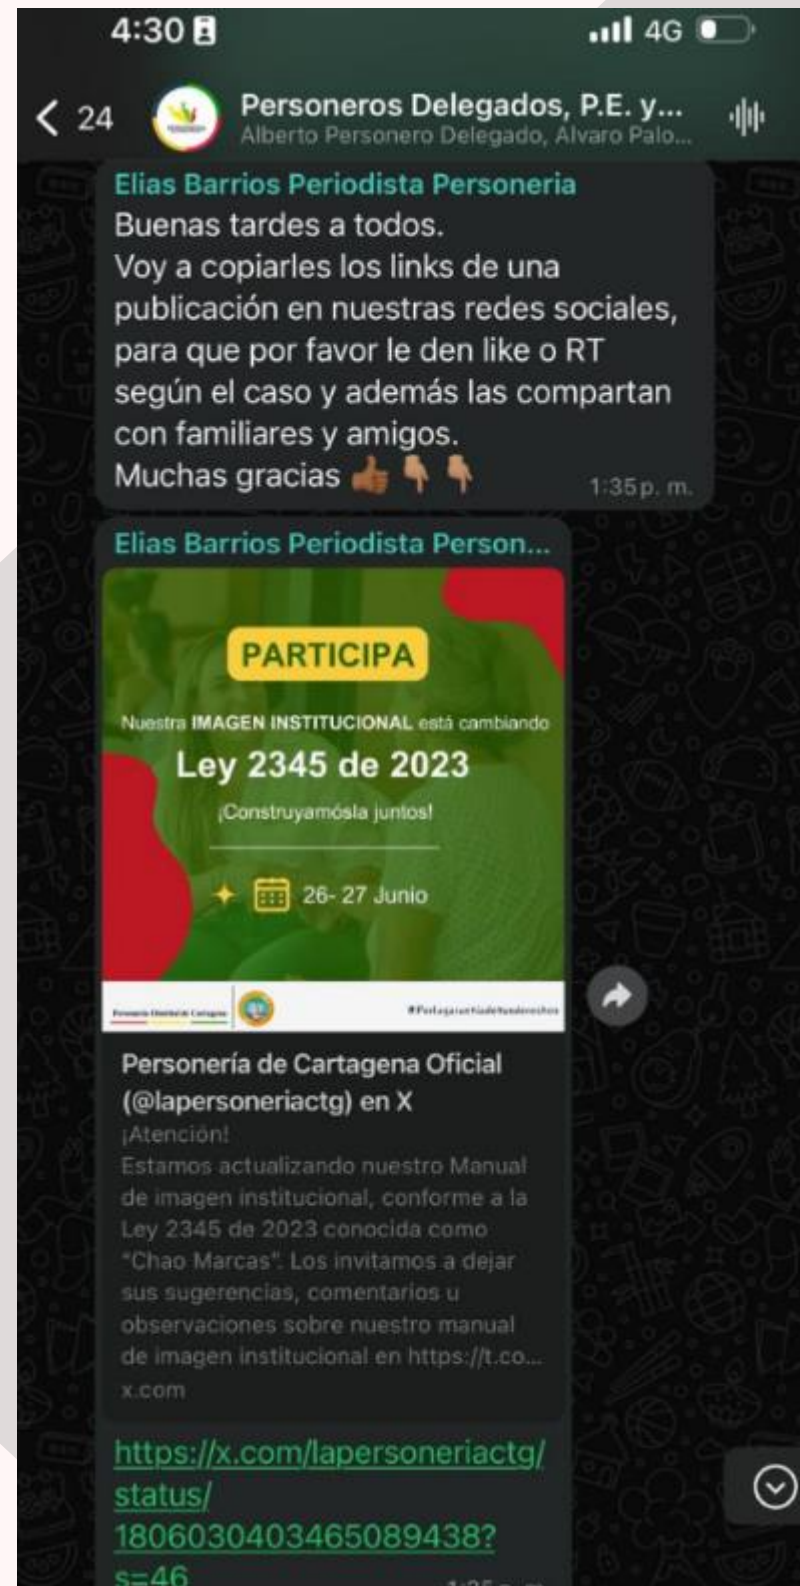 4:30
4G
24
Personeros Delegados, P.E. y...
Alberto Personero Delegado, Alvaro Palo...
Elias Barrios Periodista Personeria
Buenas tardes a todos.
Voy a copiarles los links de una
publicación en nuestras redes sociales,
para que por favor le den like o RT
según el caso y además las compartan
con familiares y amigos.
Muchas gracias 👍🏽👇🏽👇🏽
1:35 p. m.
Elias Barrios Periodista Person...
PARTICIPA
Nuestra IMAGEN INSTITUCIONAL está cambiando
Ley 2345 de 2023
¡Construyamósla juntos!
26- 27 Junio
Personería Distrital de Cartagena
Personería de Cartagena Oficial
(@lapersoneriactg) en X
¡Atención!
Estamos actualizando nuestro Manual
de imagen institucional, conforme a la
Ley 2345 de 2023 conocida como
"Chao Marcas". Los invitamos a dejar
sus sugerencias, comentarios u
observaciones sobre nuestro manual
de imagen institucional en https://t.co...
x.com
https://x.com/lapersoneriactg/
status/
1806030403465089438?
s=46